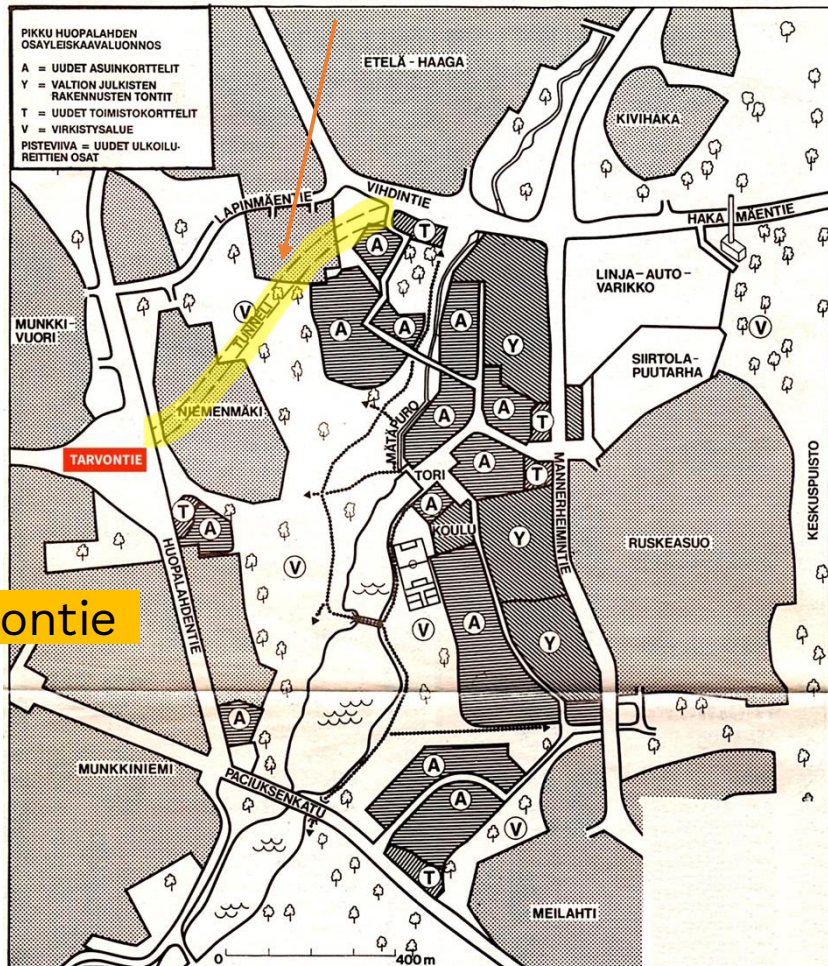 PIKKU HUOPALAHDEN
OSAYLEISKAAVALUONNOS
A = UUDET ASUINKORTTELIT
Y = VALTION JULKISTEN
RAKENNUSTEN TONTIT
T = UUDET TOIMISTOKORTTELIT
V = VIRKISTYSALUE
PISTEVIIVA = UUDET ULKOILU-
REITTIEN OSAT
ETELÄ-HAAGA
KIVIHAKA
LAPINMÄENTIE
VIHDINTIE
HAKAMÄENTIE
T
A
LINJA-AUTO-
VARIKKO
V
TUNNELI
MUNKKI-
VUORI
A
A
A
Y
V
SIIRTOLA-
PUUTARHA
NIEMENMÄKI
MÄTÄPURO
A
A
T
TARVONTIE
TORI
A
T
MANNERHEIMINTIE
KESKUSPUISTO
T
A
A
KOULU
Y
RUSKEASUO
HUOPALAHDENTIE
V
ontie
V
A
Y
A
MUNKKINIEMI
PACIUKSENKATU
A
A
V
T
MEILAHTI
0 400 m